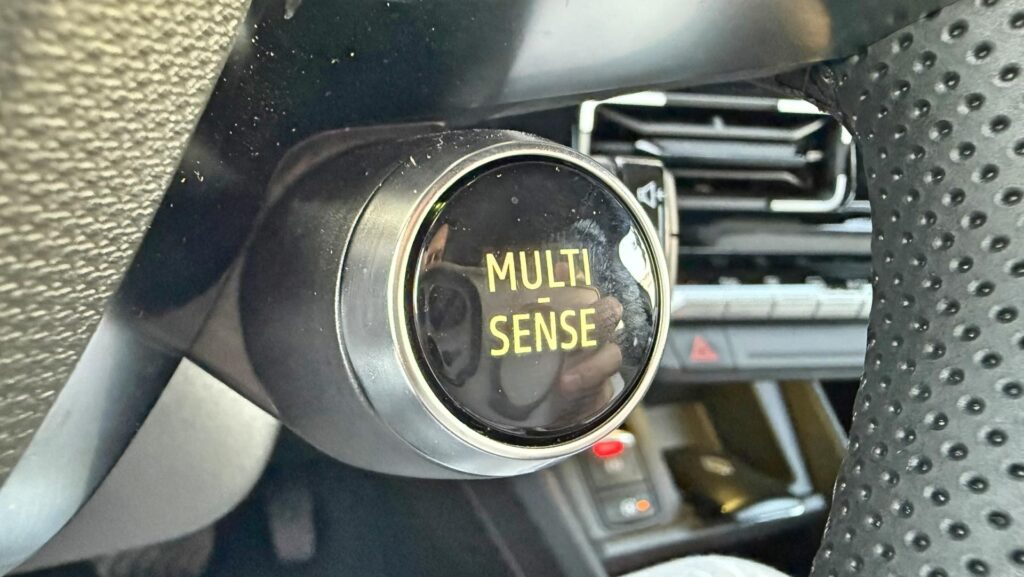 MULTI
-
SENSE